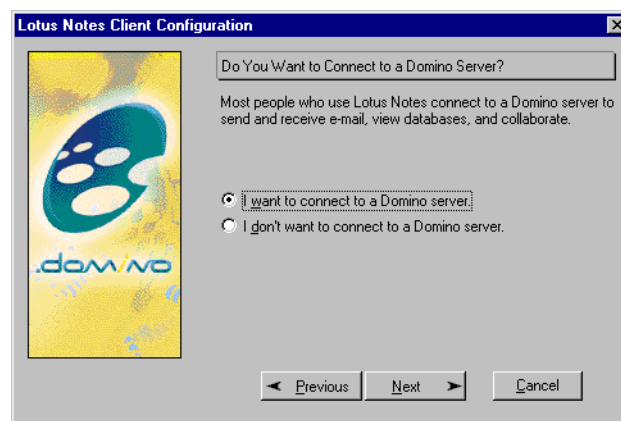 Lotus Notes Client Configuration
Do You Want to Connect to a Domino Server?
Most people who use Lotus Notes connect to a Domino server to
send and receive e-mail, view databases, and collaborate.
I want to connect to a Domino server.
I don't want to connect to a Domino server.
.domino
Previous
Next
Cancel